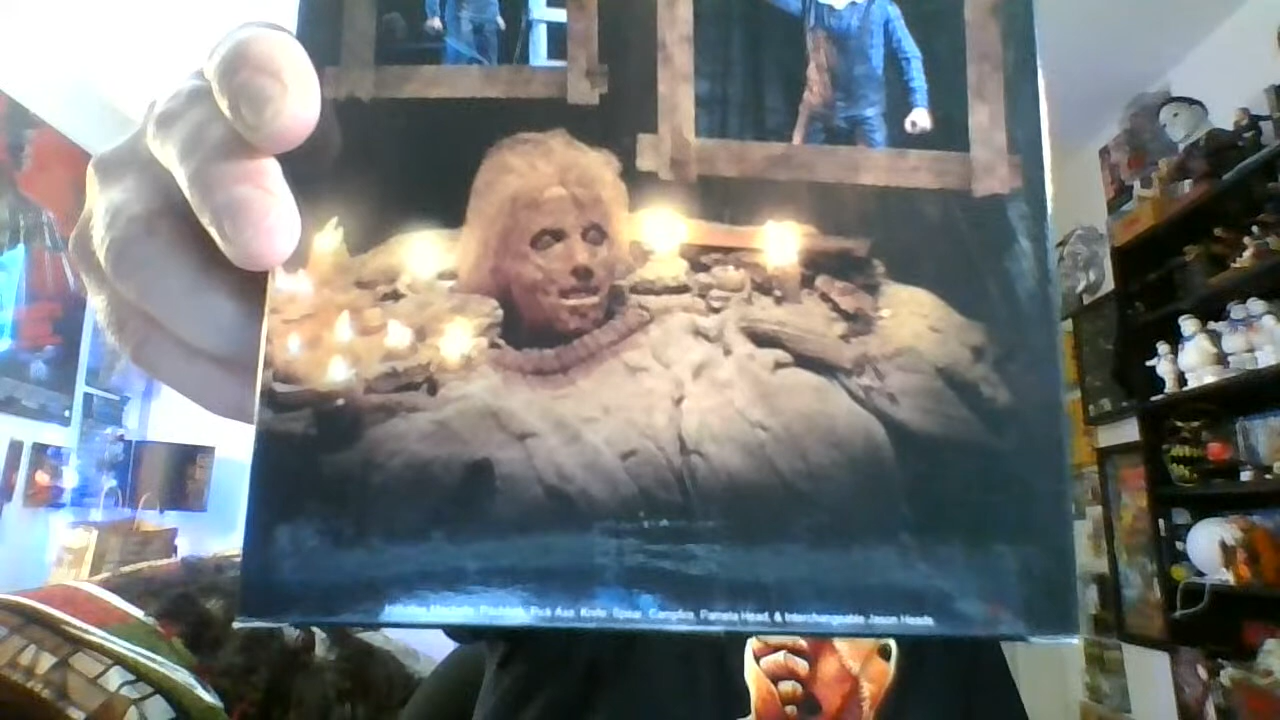 Includes Machete, Pitchfork, Pick Axe, Knife, Spear, Campfire, Pamela Head, & Interchangeable Jason Heads